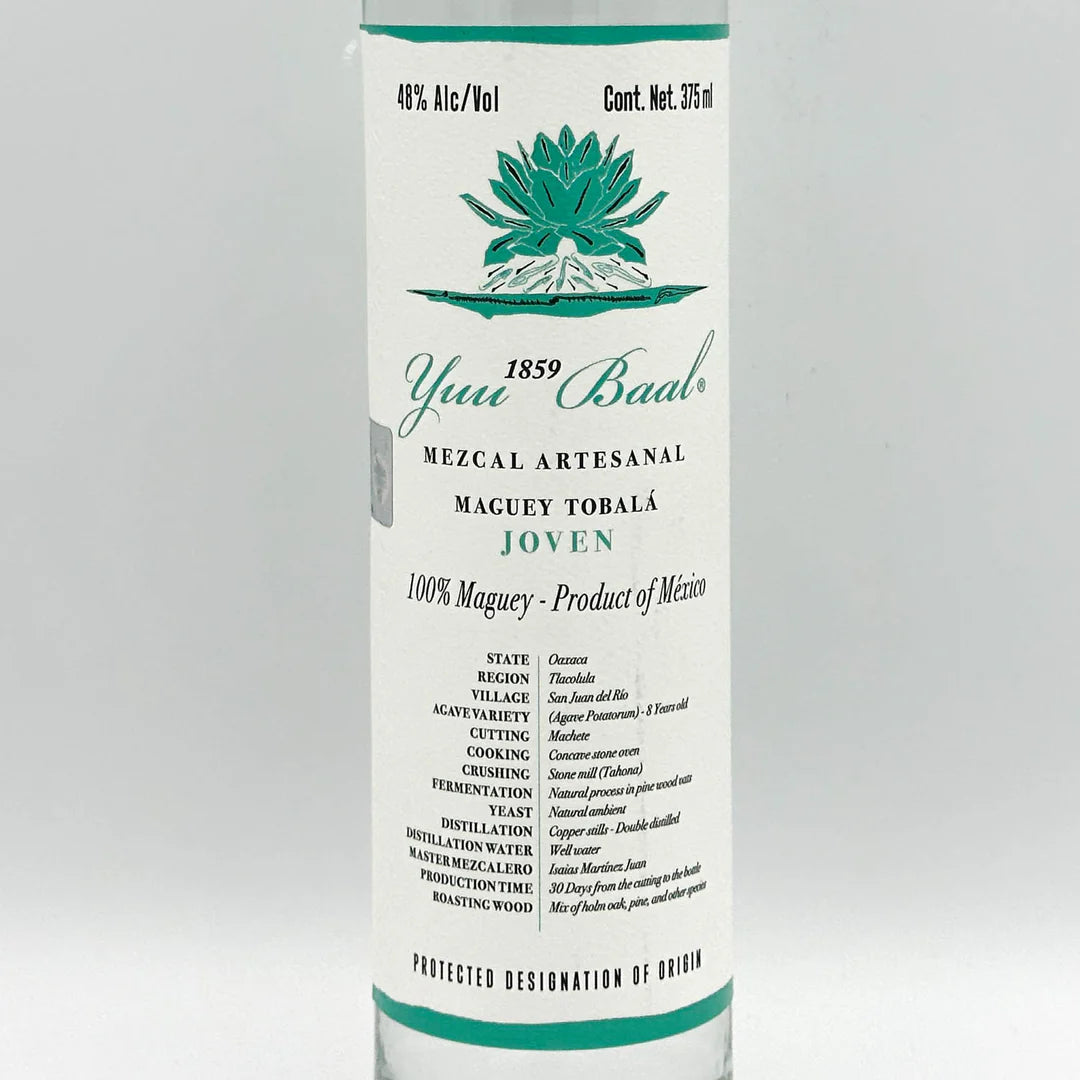 48% Alc/Vol Cont. Net. 375 ml
Yuu 1859 Baal®
MEZCAL ARTESANAL
MAGUEY TOBALÁ
JOVEN
100% Maguey - Product of México
STATE Oaxaca
REGION Tlacolula
VILLAGE San Juan del Río
AGAVE VARIETY (Agave Potatorum) - 8 Years old
CUTTING Machete
COOKING Concave stone oven
CRUSHING Stone mill (Tahona)
FERMENTATION Natural process in pine wood vats
YEAST Natural ambient
DISTILLATION Copper stills - Double distilled
DISTILLATION WATER Well water
MASTER MEZCALERO Isaias Martínez Juan
PRODUCTION TIME 30 Days from the cutting to the bottle
ROASTING WOOD Mix of holm oak, pine, and other species
PROTECTED DESIGNATION OF ORIGIN